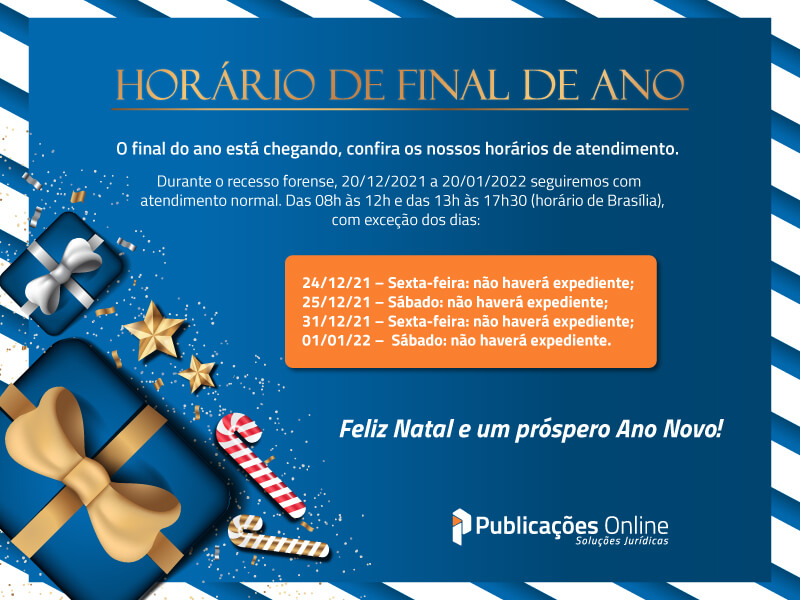 HORÁRIO DE FINAL DE ANO
O final do ano está chegando, confira os nossos horários de atendimento.
Durante o recesso forense, 20/12/2021 a 20/01/2022 seguiremos com
atendimento normal. Das 08h às 12h e das 13h às 17h30 (horário de Brasília),
com exceção dos dias:
24/12/21 – Sexta-feira: não haverá expediente;
25/12/21 – Sábado: não haverá expediente;
31/12/21 – Sexta-feira: não haverá expediente;
01/01/22 – Sábado: não haverá expediente.
Feliz Natal e um próspero Ano Novo!
Publicações Online
Soluções Jurídicas